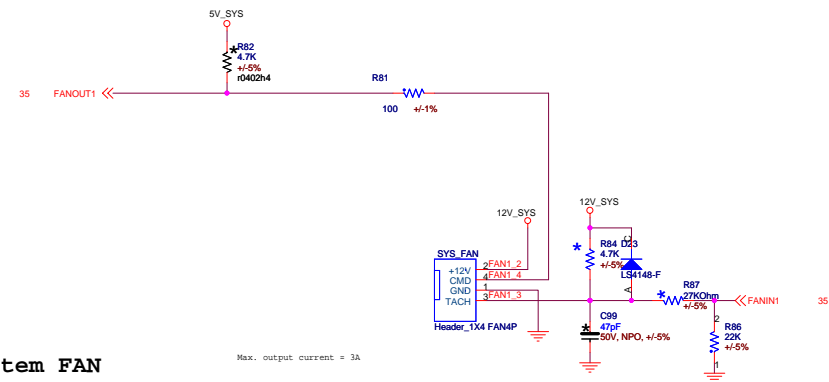 5V_SYS
R82
4.7K
+/-5%
r0402h4
R81
35 FANOUT1
100 +/-1%
12V_SYS
12V_SYS
SYS_FAN
R84 D23
4.7K
+/-5%
LS4148-F
C
A
+12V 2 FAN1_2
CMD 4 FAN1_4
GND 1
TACH 3 FAN1_3
R87
27KOhm
+/-5%
FANIN1 35
Header_1X4 FAN4P
C99
47pF
50V, NPO, +/-5%
2
R86
22K
+/-5%
1
tem FAN
Max. output current = 3A